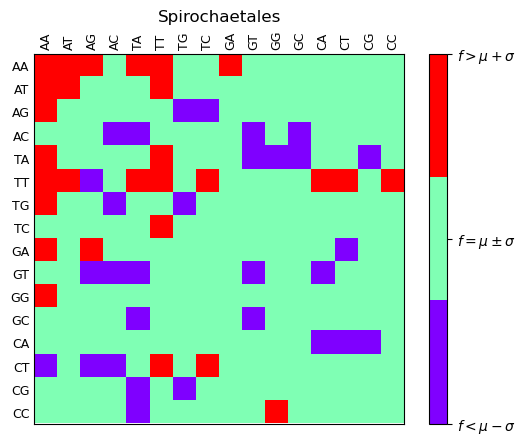 Spirochaetales
AA AT AG AC TA TT TG TC GA GT GG GC CA CT CG CC
AA
AT
AG
AC
TA
TT
TG
TC
GA
GT
GG
GC
CA
CT
CG
CC
f > μ + σ
f = μ ± σ
f < μ − σ